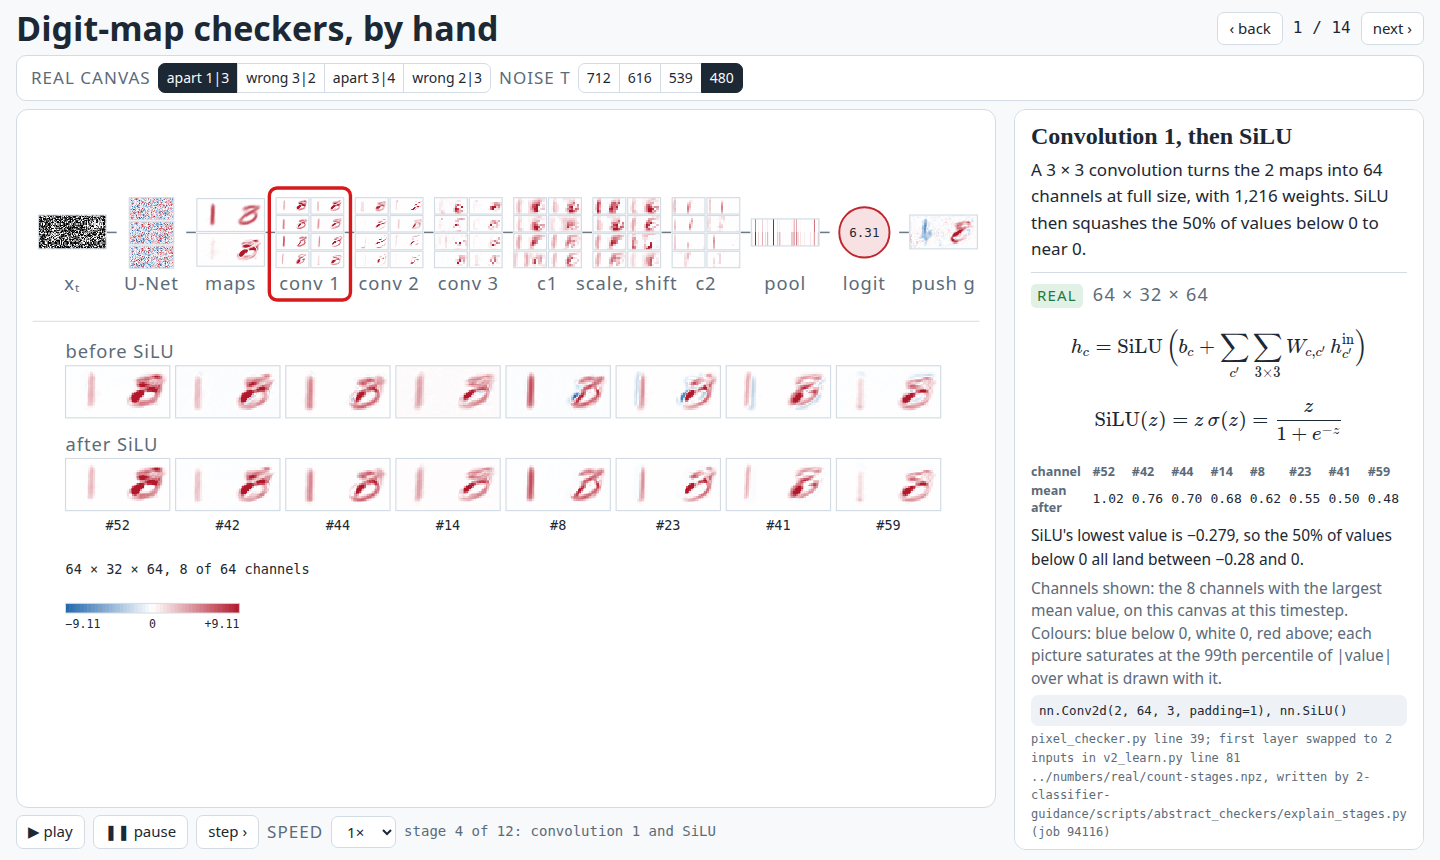 Digit-map checkers, by hand
‹ back 1 / 14 next ›
REAL CANVAS apart 1|3 wrong 3|2 apart 3|4 wrong 2|3 NOISE T 712 616 539 480
6.31
xₜ U-Net maps conv 1 conv 2 conv 3 c1 scale, shift c2 pool logit push g
before SiLU
after SiLU
#52 #42 #44 #14 #8 #23 #41 #59
64 × 32 × 64, 8 of 64 channels
−9.11 0 +9.11
▶ play ❚❚ pause step › SPEED 1× stage 4 of 12: convolution 1 and SiLU
Convolution 1, then SiLU
A 3 × 3 convolution turns the 2 maps into 64
channels at full size, with 1,216 weights. SiLU
then squashes the 50% of values below 0 to
near 0.
REAL 64 × 32 × 64
h_c = SiLU ( b_c + ∑_{c′} ∑_{3×3} W_{c,c′} h^{in}_{c′} )
SiLU(z) = z σ(z) = z / (1 + e^{−z})
channel #52 #42 #44 #14 #8 #23 #41 #59
mean after 1.02 0.76 0.70 0.68 0.62 0.55 0.50 0.48
SiLU's lowest value is −0.279, so the 50% of values
below 0 all land between −0.28 and 0.
Channels shown: the 8 channels with the largest
mean value, on this canvas at this timestep.
Colours: blue below 0, white 0, red above; each
picture saturates at the 99th percentile of |value|
over what is drawn with it.
nn.Conv2d(2, 64, 3, padding=1), nn.SiLU()
pixel_checker.py line 39; first layer swapped to 2
inputs in v2_learn.py line 81
../numbers/real/count-stages.npz, written by 2-
classifier-
guidance/scripts/abstract_checkers/explain_stages.py
(job 94116)